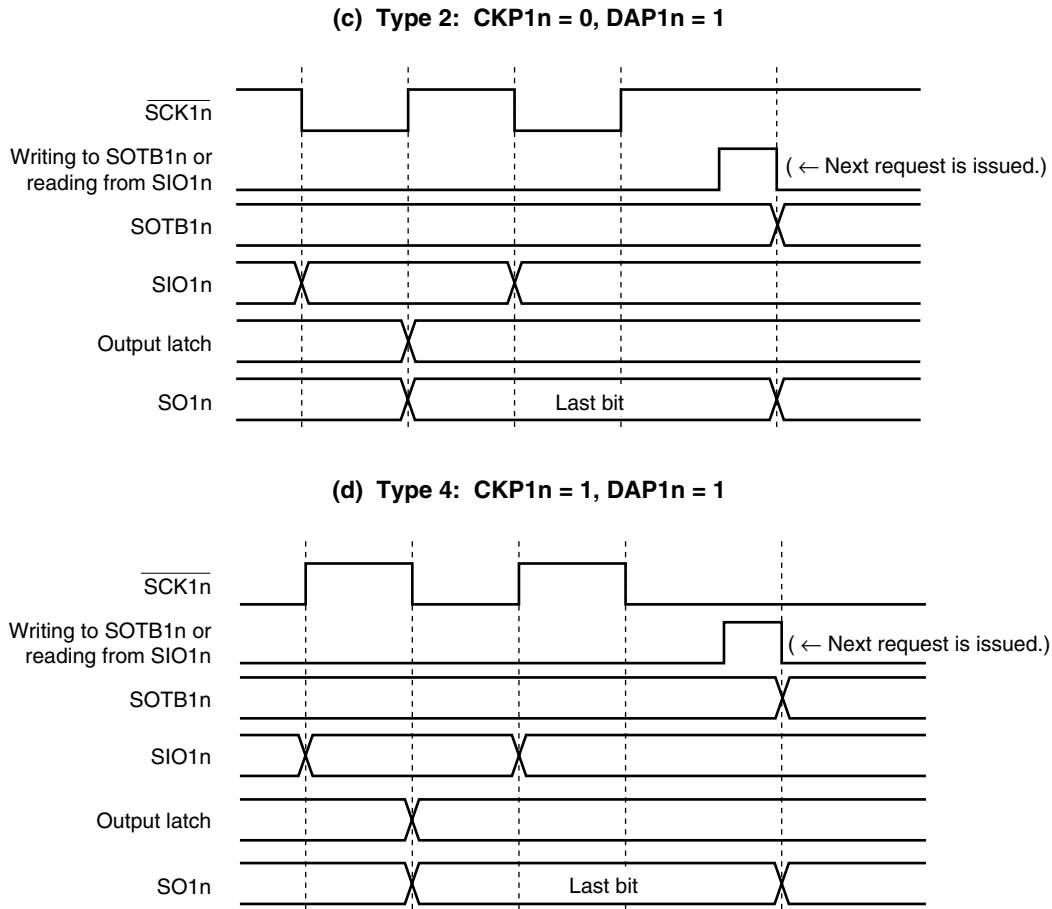 (c) Type 2: CKP1n = 0, DAP1n = 1
SCK1n
Writing to SOTB1n or
reading from SIO1n
( ← Next request is issued.)
SOTB1n
SIO1n
Output latch
SO1n
Last bit
(d) Type 4: CKP1n = 1, DAP1n = 1
SCK1n
Writing to SOTB1n or
reading from SIO1n
( ← Next request is issued.)
SOTB1n
SIO1n
Output latch
SO1n
Last bit